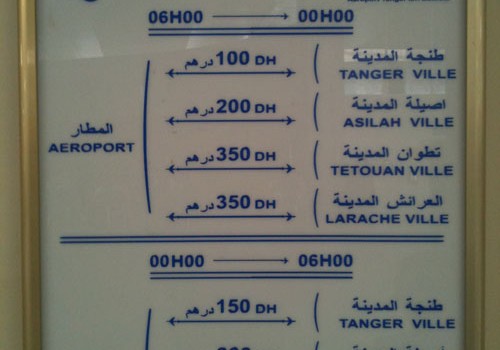 06H00 00H00
درهم 100 DH
طنجة المدينة
TANGER VILLE
درهم 200 DH
اصيلة المدينة
ASILAH VILLE
المطار
AEROPORT
درهم 350 DH
تطوان المدينة
TETOUAN VILLE
درهم 350 DH
العرائش المدينة
LARACHE VILLE
00H00 06H00
درهم 150 DH
طنجة المدينة
TANGER VILLE